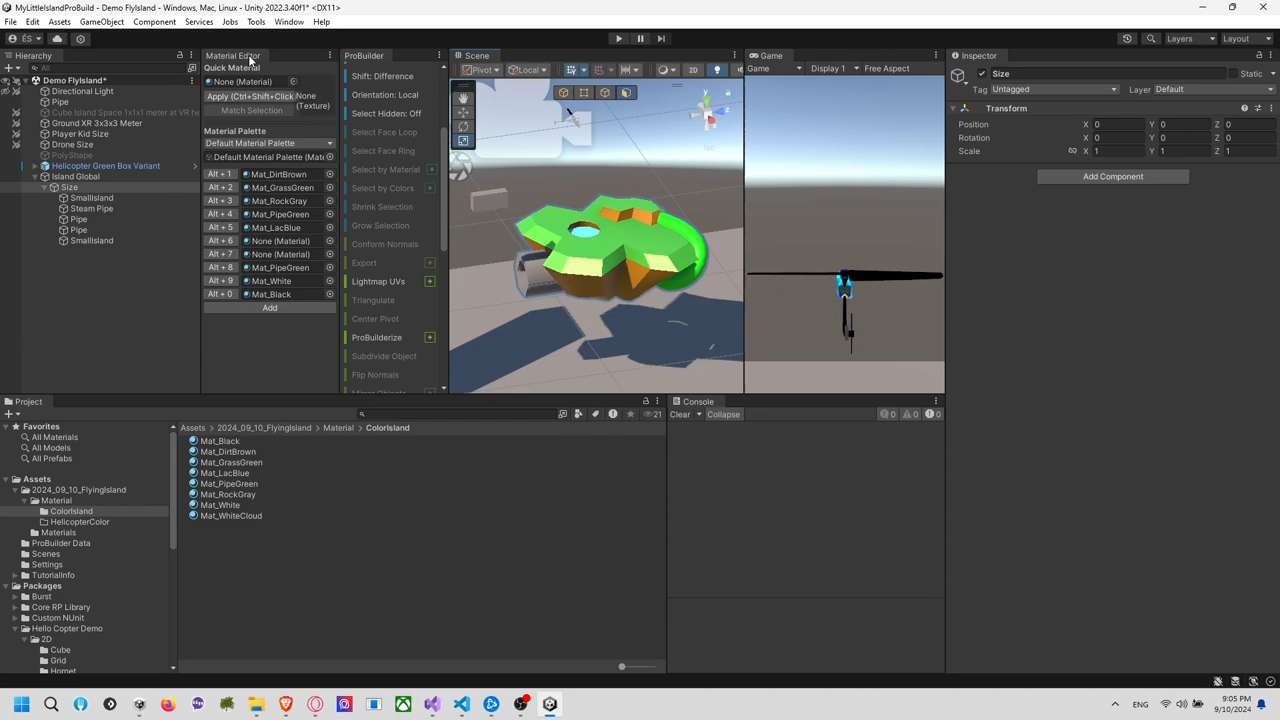 MyLittleIslandProBuild - Demo FlyIsland - Windows, Mac, Linux - Unity 2022.3.40f1* <DX11>
File Edit Assets GameObject Component Services Jobs Tools Window Help
ÉS Layers Layout
Hierarchy
All
Demo FlyIsland*
Directional Light
Pipe
Cube Island Space 1x1x1 meter at VR he
Ground XR 3x3x3 Meter
Player Kid Size
Drone Size
PolyShape
Helicopter Green Box Variant
Island Global
Size
SmallIsland
Steam Pipe
Pipe
Pipe
SmallIsland
Material Editor
Quick Material
None (Material)
Apply (Ctrl+Shift+Click None
(Texture)
Match Selection
Material Palette
Default Material Palette
Default Material Palette (Mate
Alt + 1 Mat_DirtBrown
Alt + 2 Mat_GrassGreen
Alt + 3 Mat_RockGray
Alt + 4 Mat_PipeGreen
Alt + 5 Mat_LacBlue
Alt + 6 None (Material)
Alt + 7 None (Material)
Alt + 8 Mat_PipeGreen
Alt + 9 Mat_White
Alt + 0 Mat_Black
Add
ProBuilder
Shift: Difference
Orientation: Local
Select Hidden: Off
Select Face Loop
Select Face Ring
Select by Material
Select by Colors
Shrink Selection
Grow Selection
Conform Normals
Export
Lightmap UVs
Triangulate
Center Pivot
ProBuilderize
Subdivide Object
Flip Normals
Scene
Pivot Local 2D
y
Iso
Game
Game Display 1 Free Aspect
Inspector
Size Static
Tag Untagged Layer Default
Transform
Position X 0 Y 0 Z 0
Rotation X 0 Y 0 Z 0
Scale X 1 Y 1 Z 1
Add Component
Project
21
Favorites
All Materials
All Models
All Prefabs
Assets
2024_09_10_FlyingIsland
Material
ColorIsland
HelicopterColor
Materials
ProBuilder Data
Scenes
Settings
TutorialInfo
Packages
Burst
Core RP Library
Custom NUnit
Hello Copter Demo
2D
Cube
Grid
Hornet
Assets > 2024_09_10_FlyingIsland > Material > ColorIsland
Mat_Black
Mat_DirtBrown
Mat_GrassGreen
Mat_LacBlue
Mat_PipeGreen
Mat_RockGray
Mat_White
Mat_WhiteCloud
Console
Clear Collapse 0 0 0
ENG 9:05 PM
9/10/2024